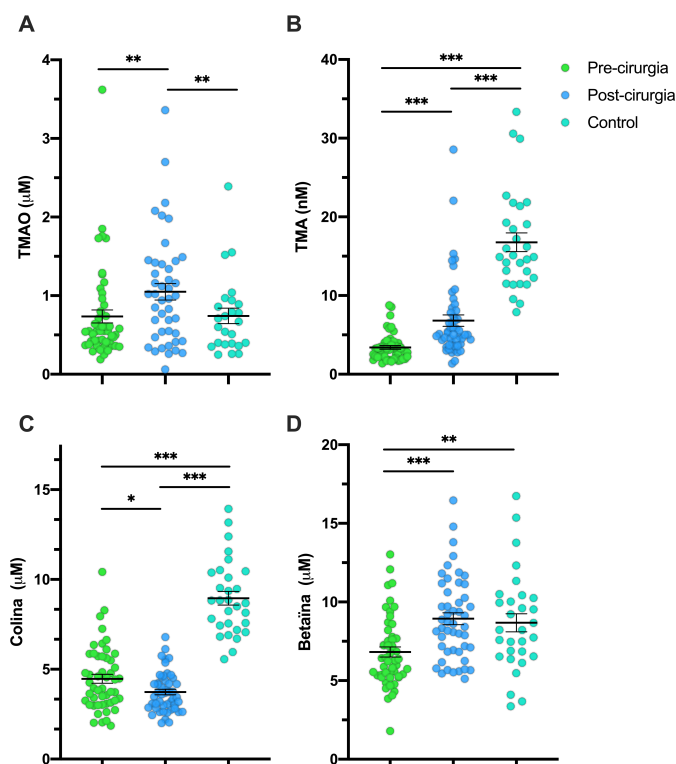 A
B
**
**
***
***
***
Pre-cirurgia
Post-cirurgia
Control
TMAO (µM)
4
3
2
1
0
TMA (nM)
40
30
20
10
0
C
D
***
***
*
**
***
Colina (µM)
15
10
5
0
Betaïna (µM)
20
15
10
5
0